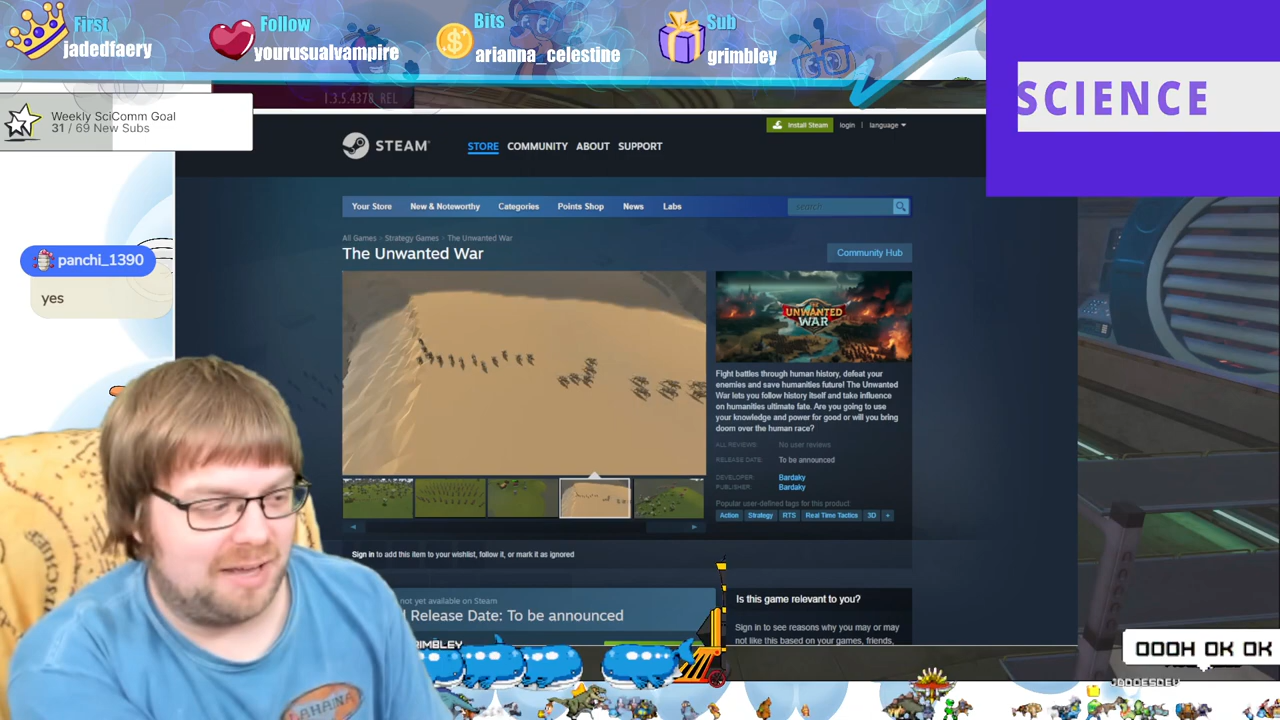 First
jadedfaery
Follow
yourusualvampire
Bits
arianna_celestine
Sub
grimbley
SCIENCE
Weekly SciComm Goal
31 / 69 New Subs
1.3.5.4378_REL
Install Steam
login
language
STEAM
STORE
COMMUNITY
ABOUT
SUPPORT
Your Store
New & Noteworthy
Categories
Points Shop
News
Labs
search
All Games > Strategy Games > The Unwanted War
The Unwanted War
Community Hub
THE
UNWANTED
WAR
Fight battles through human history, defeat your
enemies and save humanities future! The Unwanted
War lets you follow history itself and take influence
on humanities ultimate fate. Are you going to use
your knowledge and power for good or will you bring
doom over the human race?
ALL REVIEWS: No user reviews
RELEASE DATE: To be announced
DEVELOPER: Bardaky
PUBLISHER: Bardaky
Popular user-defined tags for this product
Action
Strategy
RTS
Real Time Tactics
3D
+
panchi_1390
yes
Sign in to add this item to your wishlist, follow it, or mark it as ignored
not yet available on Steam
Release Date: To be announced
Is this game relevant to you?
Sign in to see reasons why you may or may
not like this based on your games, friends,
OOOH OK OK
JADOESDEV